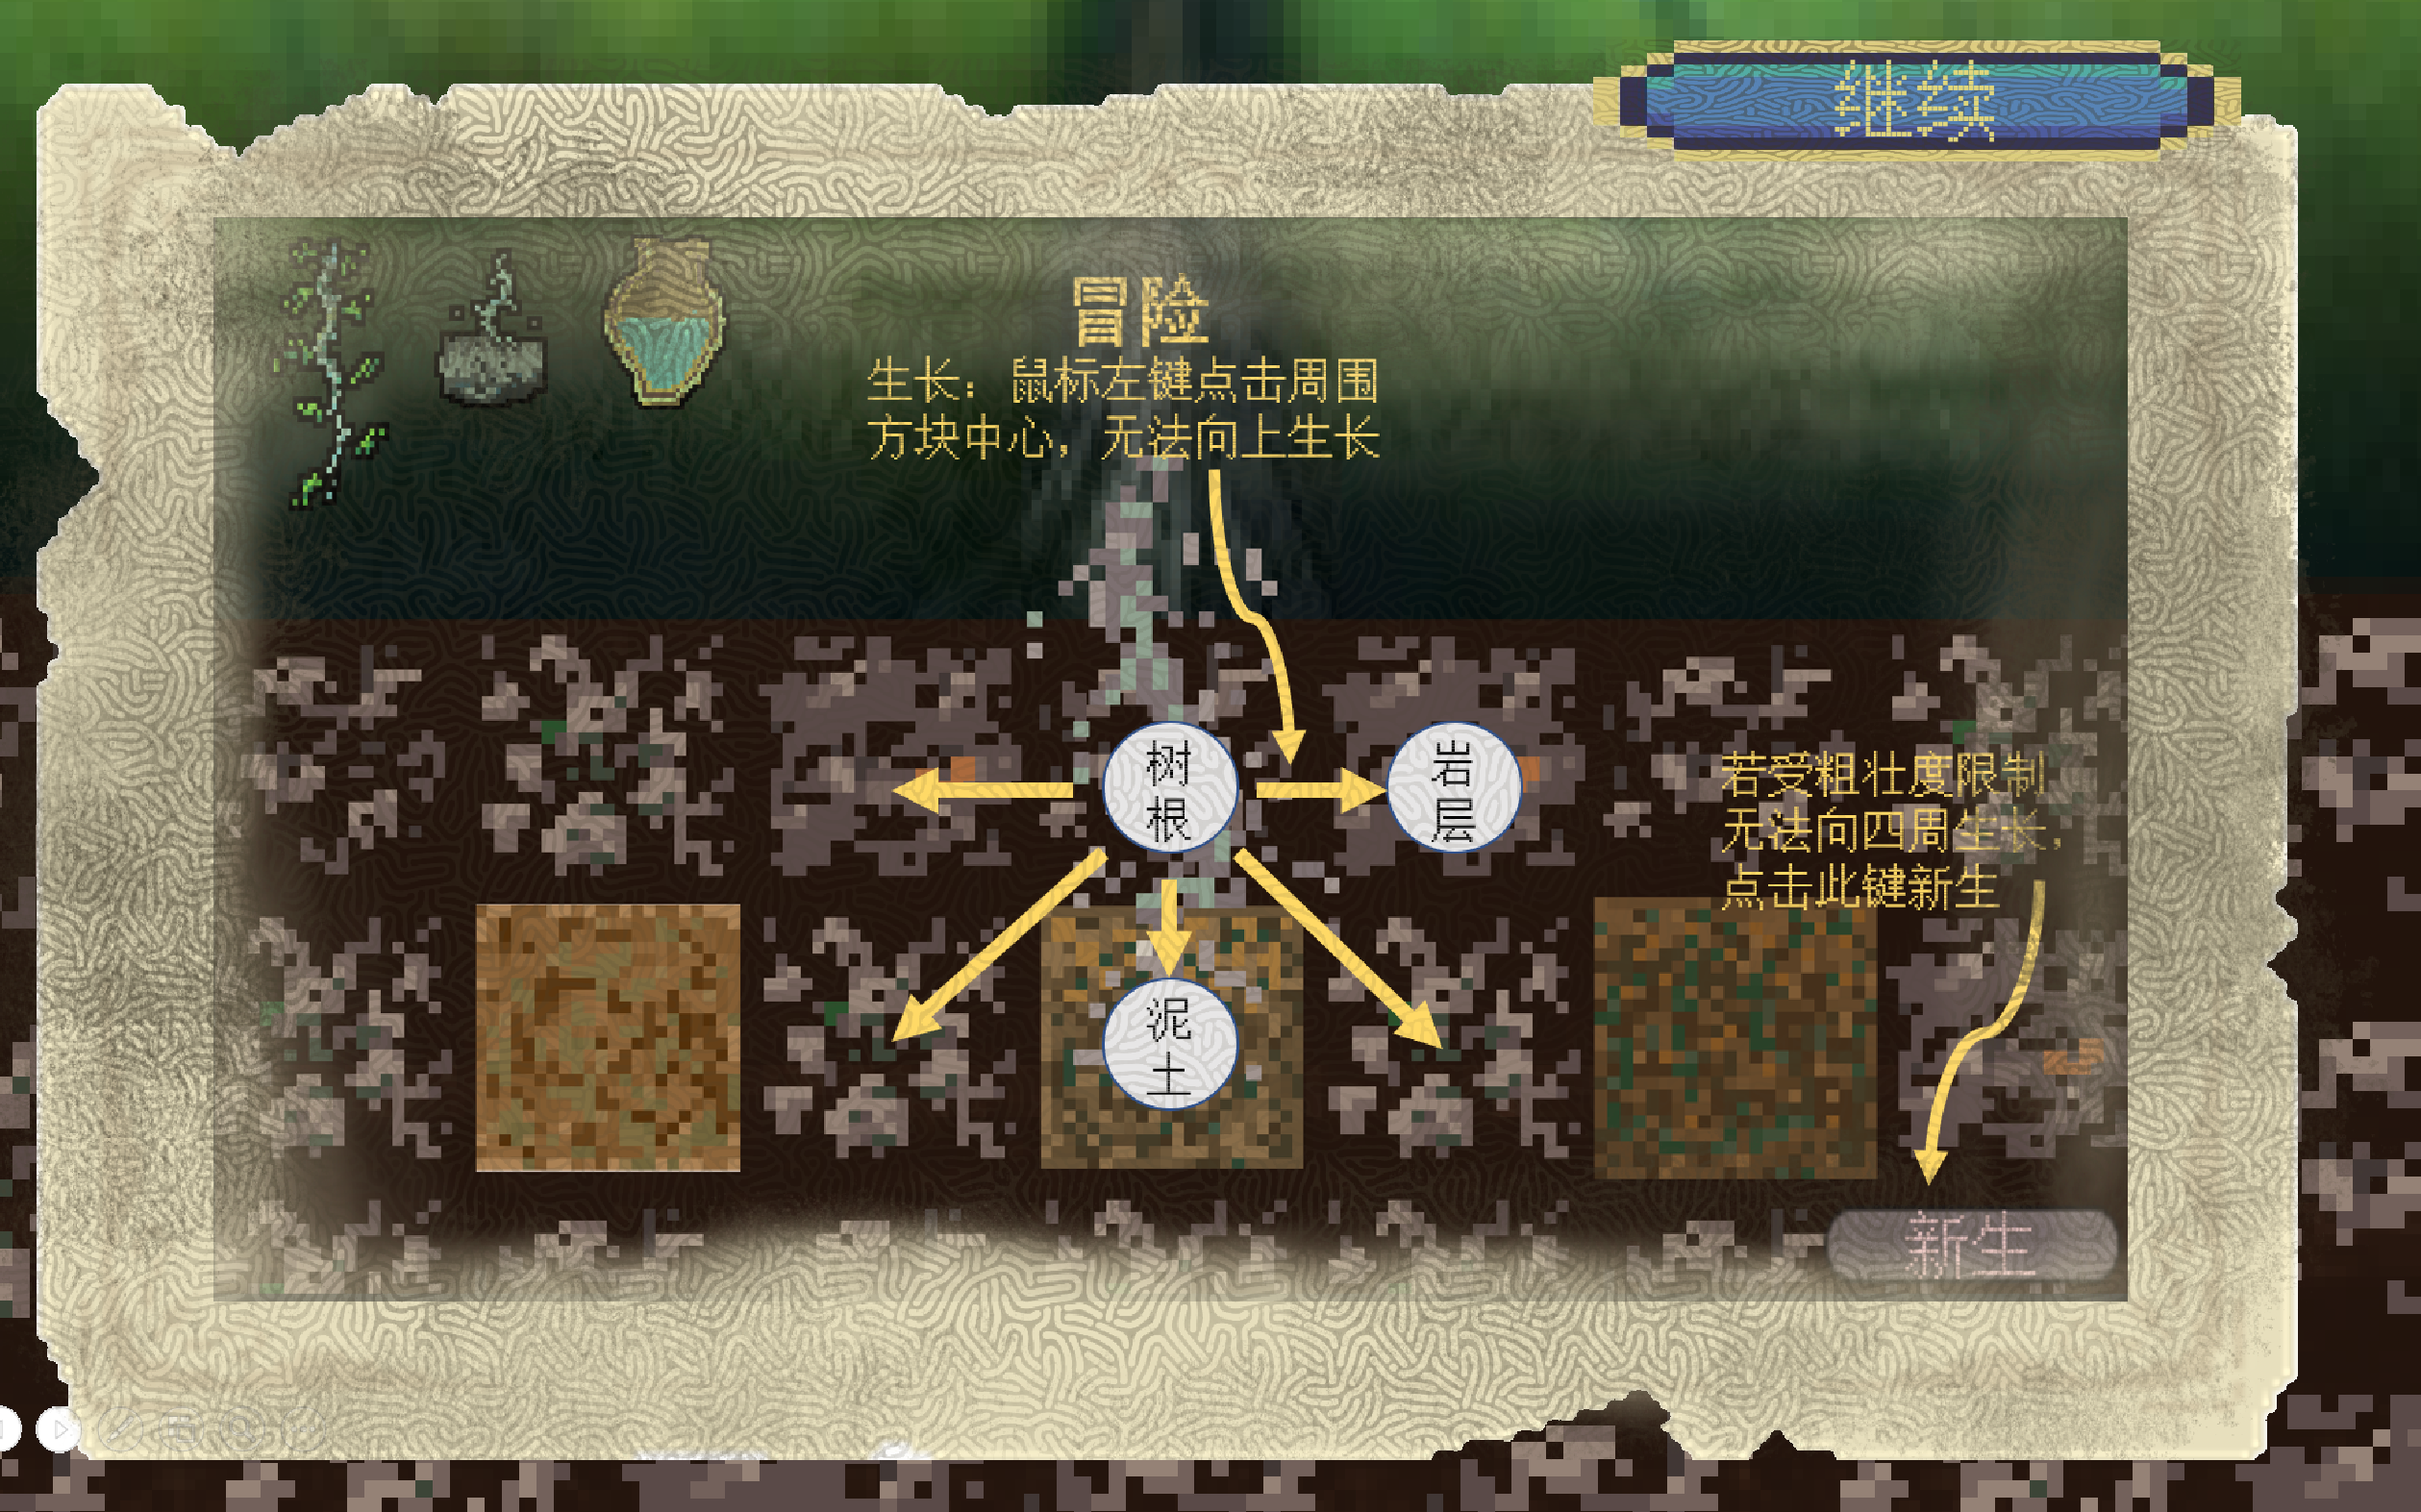 继续
冒险
生长：鼠标左键点击周围
方块中心，无法向上生长
树
根
岩
层
若受粗壮度限制
无法向四周生长，
点击此键新生
泥
土
新生